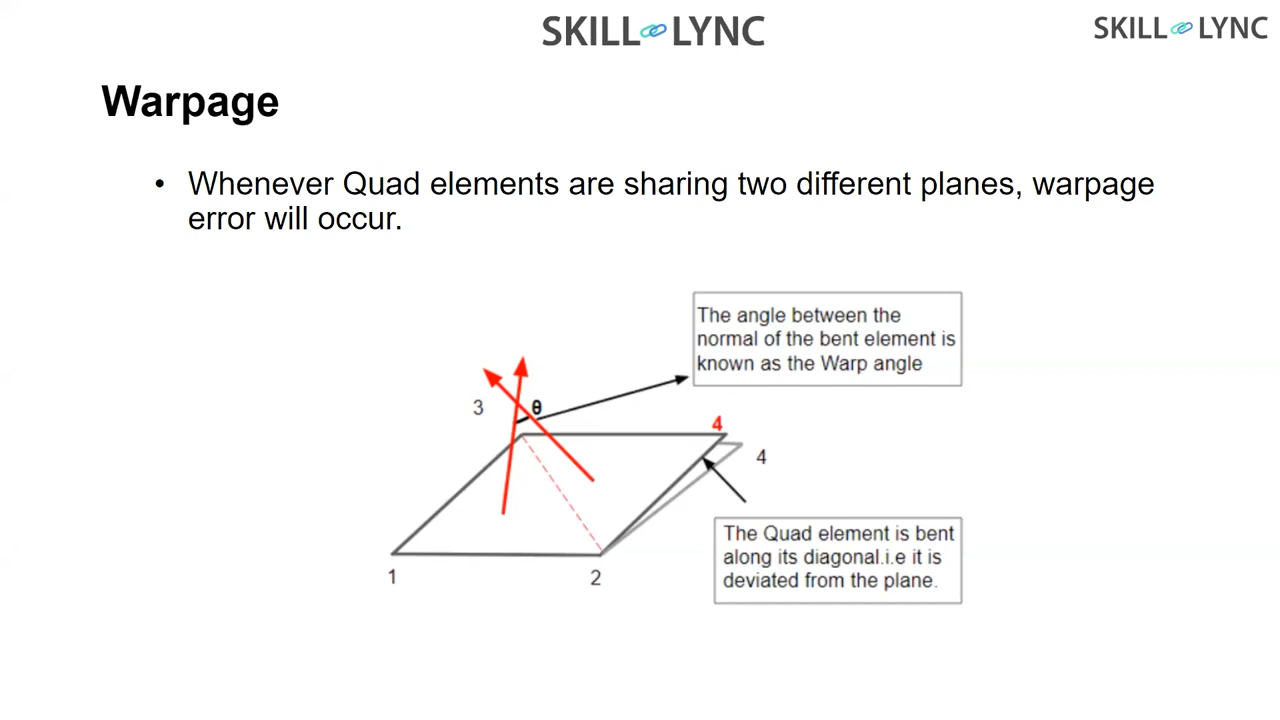 SKILL LYNC
SKILL LYNC
Warpage
• Whenever Quad elements are sharing two different planes, warpage
error will occur.
The angle between the
normal of the bent element is
known as the Warp angle
3
θ
4
4
The Quad element is bent
along its diagonal.i.e it is
deviated from the plane.
1
2